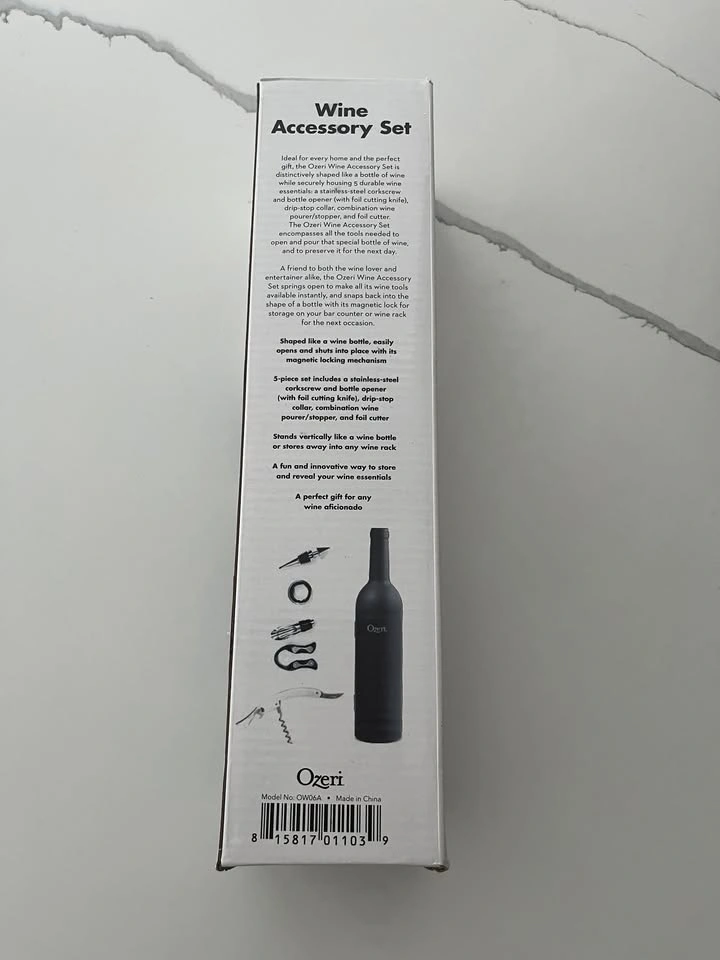 Wine
Accessory Set
Ideal for every home and the perfect
gift, the Ozeri Wine Accessory Set is
distinctively shaped like a bottle of wine
while securely housing 5 durable wine
essentials: a stainless-steel corkscrew
and bottle opener (with foil cutting knife),
drip-stop collar, combination wine
pourer/stopper, and foil cutter.
The Ozeri Wine Accessory Set
encompasses all the tools needed to
open and pour that special bottle of wine,
and to preserve it for the next day.
A friend to both the wine lover and
entertainer alike, the Ozeri Wine Accessory
Set springs open to make all its wine tools
available instantly, and snaps back into the
shape of a bottle with its magnetic lock for
storage on your bar counter or wine rack
for the next occasion.
Shaped like a wine bottle, easily
opens and shuts into place with its
magnetic locking mechanism
5-piece set includes a stainless-steel
corkscrew and bottle opener
(with foil cutting knife), drip-stop
collar, combination wine
pourer/stopper, and foil cutter
Stands vertically like a wine bottle
or stores away into any wine rack
A fun and innovative way to store
and reveal your wine essentials
A perfect gift for any
wine aficionado
Ozeri
Ozeri
Model No: OW06A • Made in China
8 15817 01103 9